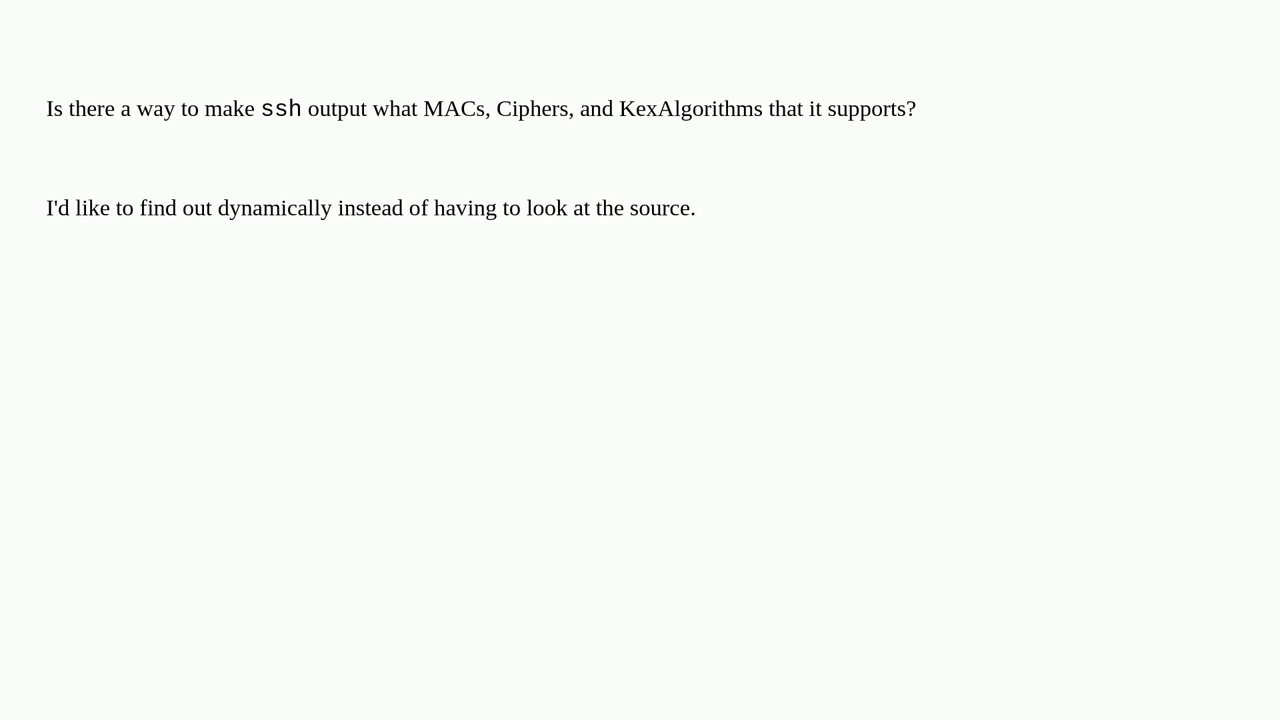 Is there a way to make ssh output what MACs, Ciphers, and KexAlgorithms that it supports?
I'd like to find out dynamically instead of having to look at the source.